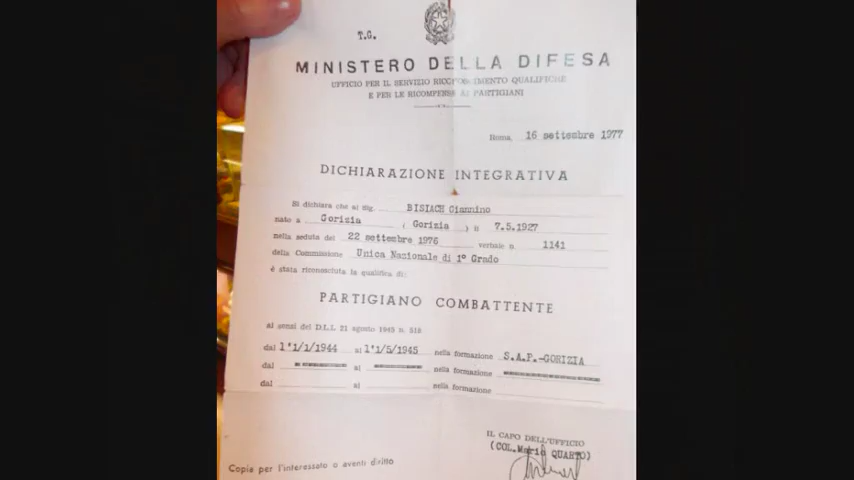 T.G.
MINISTERO DELLA DIFESA
UFFICIO PER IL SERVIZIO RICONOSCIMENTO QUALIFICHE
E PER LE RICOMPENSE AI PARTIGIANI
Roma, 16 settembre 1977
DICHIARAZIONE INTEGRATIVA
Si dichiara che al sig. BISIACH Giannino
nato a Gorizia ( Gorizia ) il 7.5.1927
nella seduta del 22 settembre 1976 verbale n. 1141
della Commissione Unica Nazionale di 1° Grado
é stata riconosciuta la qualifica di:
PARTIGIANO COMBATTENTE
ai sensi del D.L.L. 21 agosto 1945 n. 518
dal 1°1/1/1944 al 1°1/5/1945 nella formazione S.A.P.-GORIZIA
dal al nella formazione
dal al nella formazione
IL CAPO DELL'UFFICIO
(COL. Mario QUARTO)
Copia per l'interessato o aventi diritto